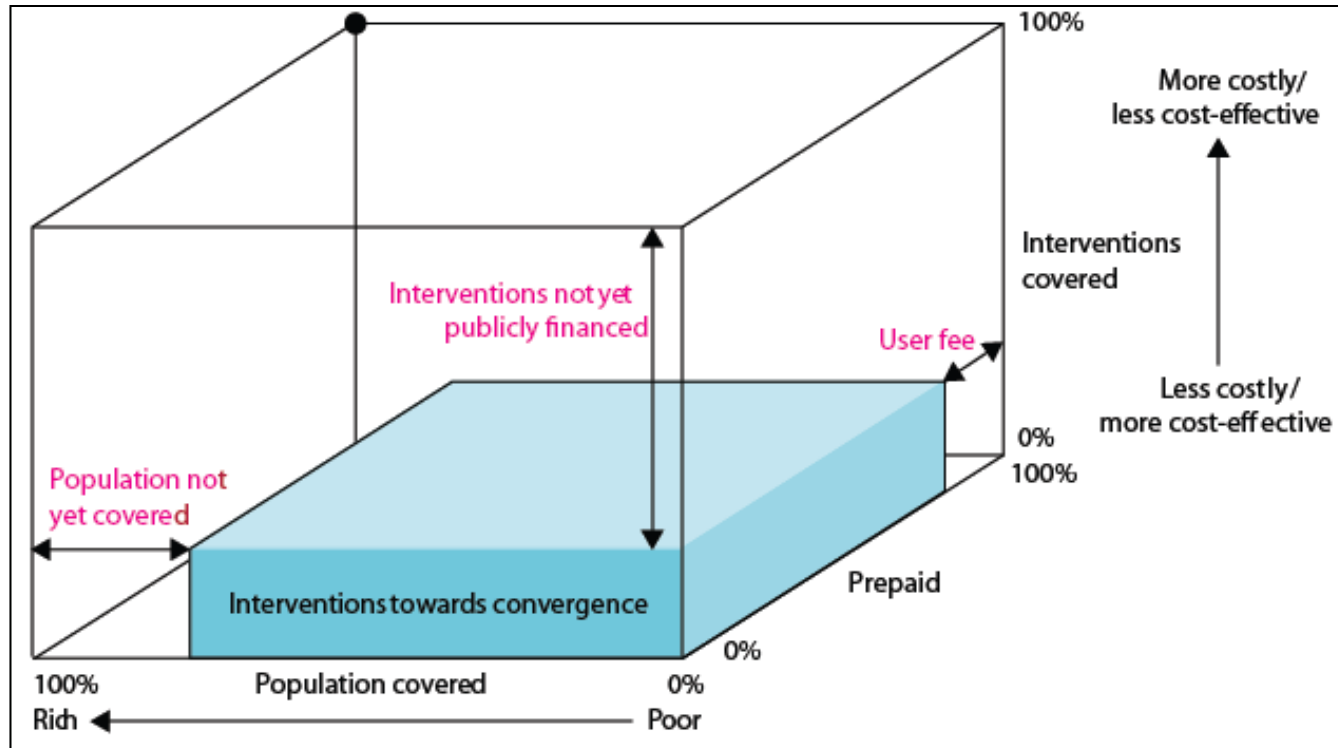 100%
More costly/
less cost-effective
Interventions
covered
Interventions not yet
publicly financed
User fee
Less costly/
more cost-effective
0%
100%
Population not
yet covered
Interventions towards convergence
Prepaid
0%
100%
Population covered
0%
Rich
Poor